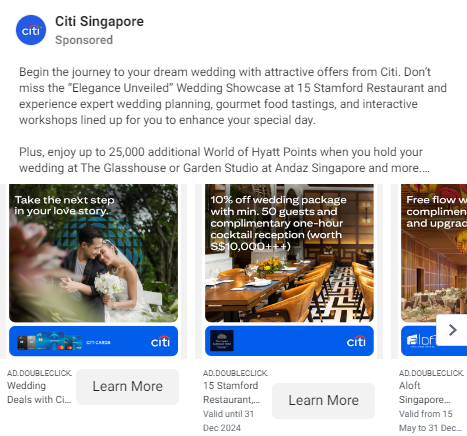 Citi Singapore
Sponsored
Begin the journey to your dream wedding with attractive offers from Citi. Don’t
miss the “Elegance Unveiled” Wedding Showcase at 15 Stamford Restaurant and
experience expert wedding planning, gourmet food tastings, and interactive
workshops lined up for you to enhance your special day.
Plus, enjoy up to 25,000 additional World of Hyatt Points when you hold your
wedding at The Glasshouse or Garden Studio at Andaz Singapore and more....
Take the next step
in your love story.
CITI CARDS
citi
AD.DOUBLECLICK.
Wedding
Deals with Ci...
Learn More
10% off wedding package
with min. 50 guests and
complimentary one-hour
cocktail reception (worth
S$10,000+++)
citi
AD.DOUBLECLICK.
15 Stamford
Restaurant,...
Valid until 31
Dec 2024
Learn More
Free flow w
complimen
and upgrad
aloft
AD.DOUBLECLICK.
Aloft
Singapore...
Valid from 15
May to 31 Dec...